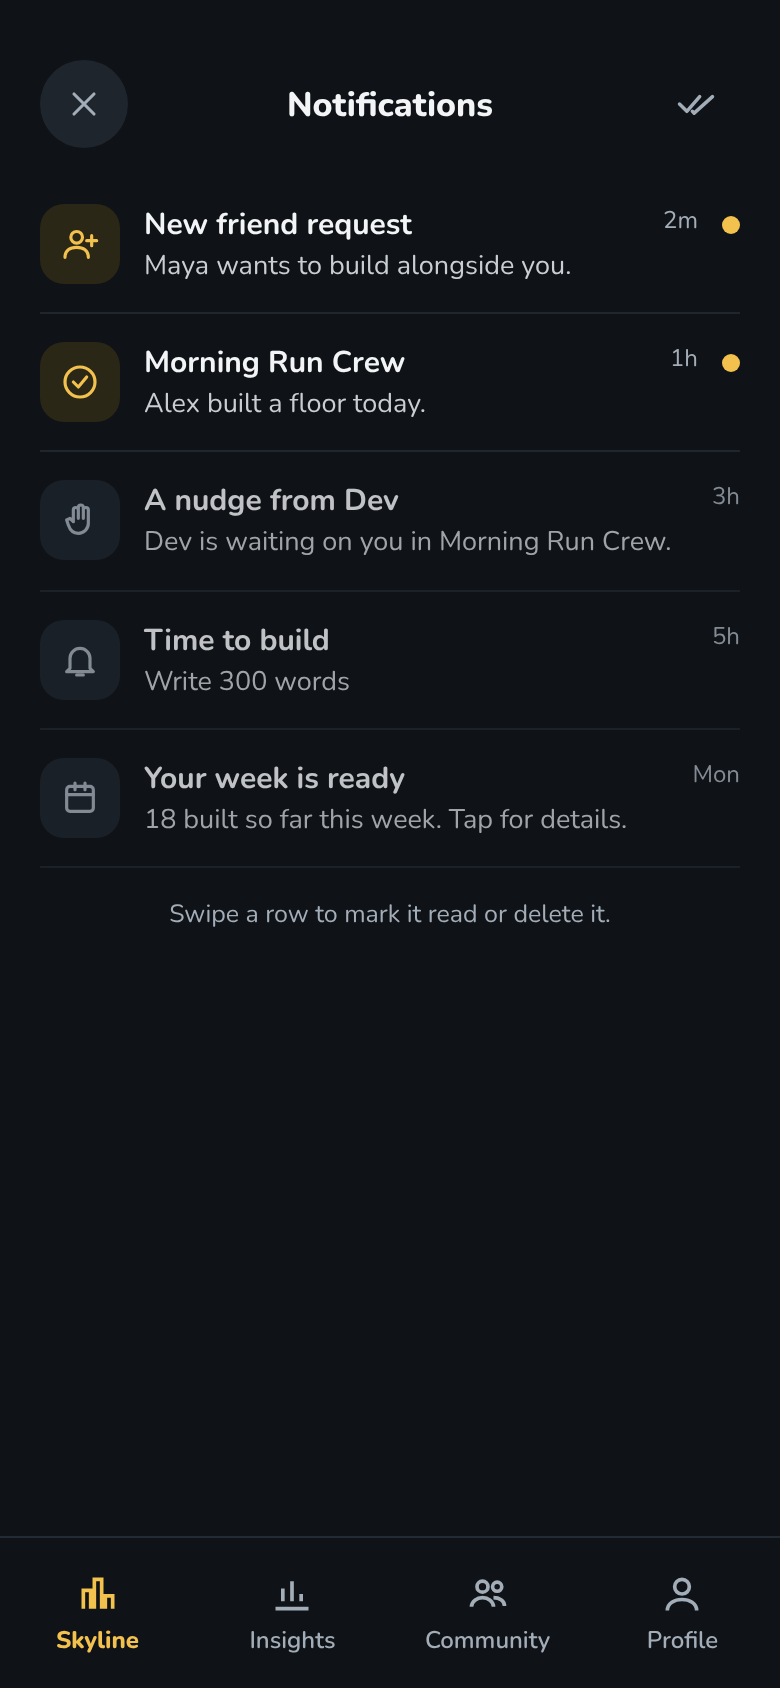 Notifications
New friend request
2m
Maya wants to build alongside you.
Morning Run Crew
1h
Alex built a floor today.
A nudge from Dev
3h
Dev is waiting on you in Morning Run Crew.
Time to build
5h
Write 300 words
Your week is ready
Mon
18 built so far this week. Tap for details.
Swipe a row to mark it read or delete it.
Skyline
Insights
Community
Profile